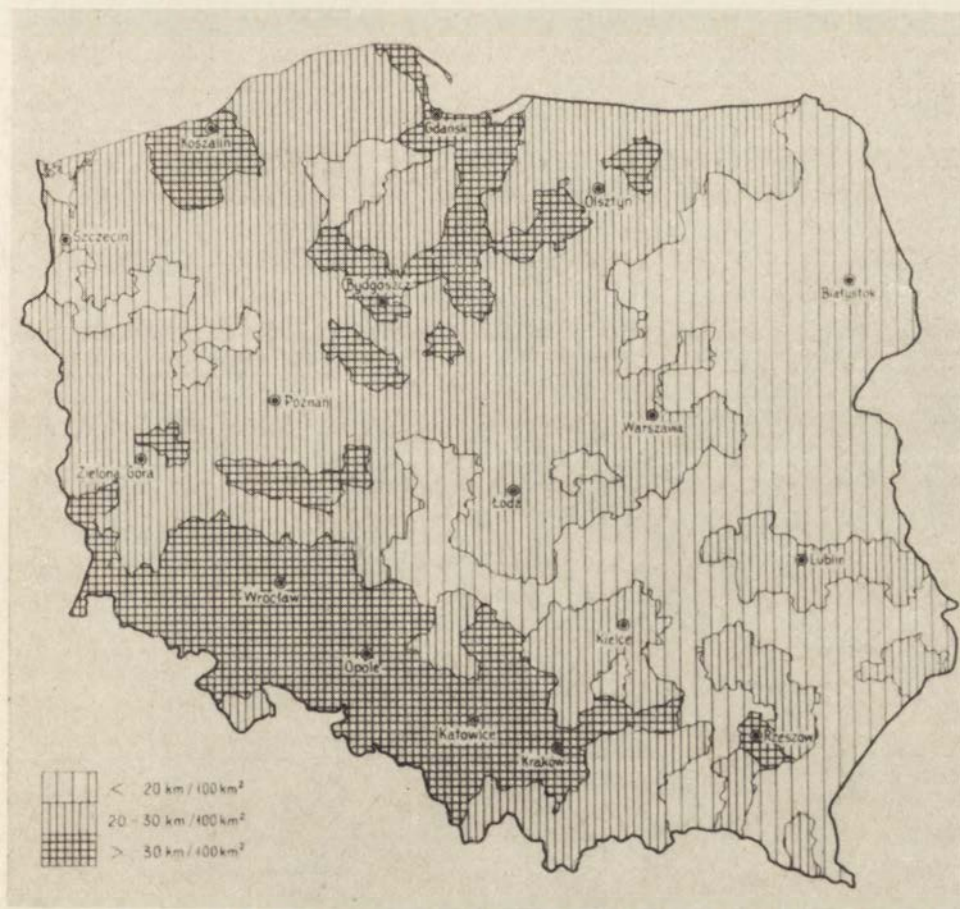 Koszalin
Gdańsk
Olsztyn
Szczecin
Bydgoszcz
Białystok
Poznań
Warszawa
Zielona Góra
Łódź
Lublin
Wrocław
Kielce
Opole
Katowice
Rzeszów
Kraków
< 20 km/100 km²
20 - 30 km/100 km²
> 30 km/100 km²